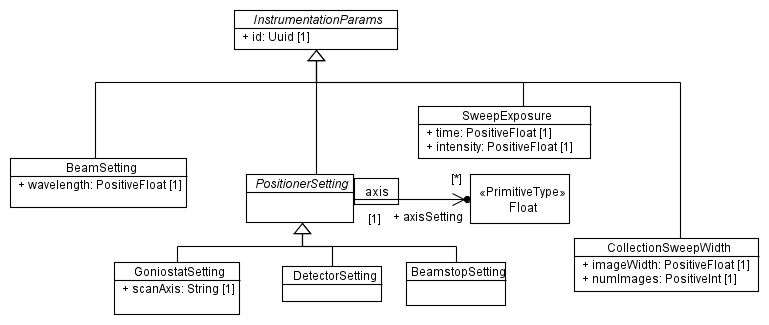 InstrumentationParams
+ id: Uuid [1]
SweepExposure
+ time: PositiveFloat [1]
+ intensity: PositiveFloat [1]
BeamSetting
+ wavelength: PositiveFloat [1]
PositionerSetting
axis
[*]
[1]
+ axisSetting
«PrimitiveType»
Float
CollectionSweepWidth
+ imageWidth: PositiveFloat [1]
+ numImages: PositiveInt [1]
GoniostatSetting
+ scanAxis: String [1]
DetectorSetting
BeamstopSetting